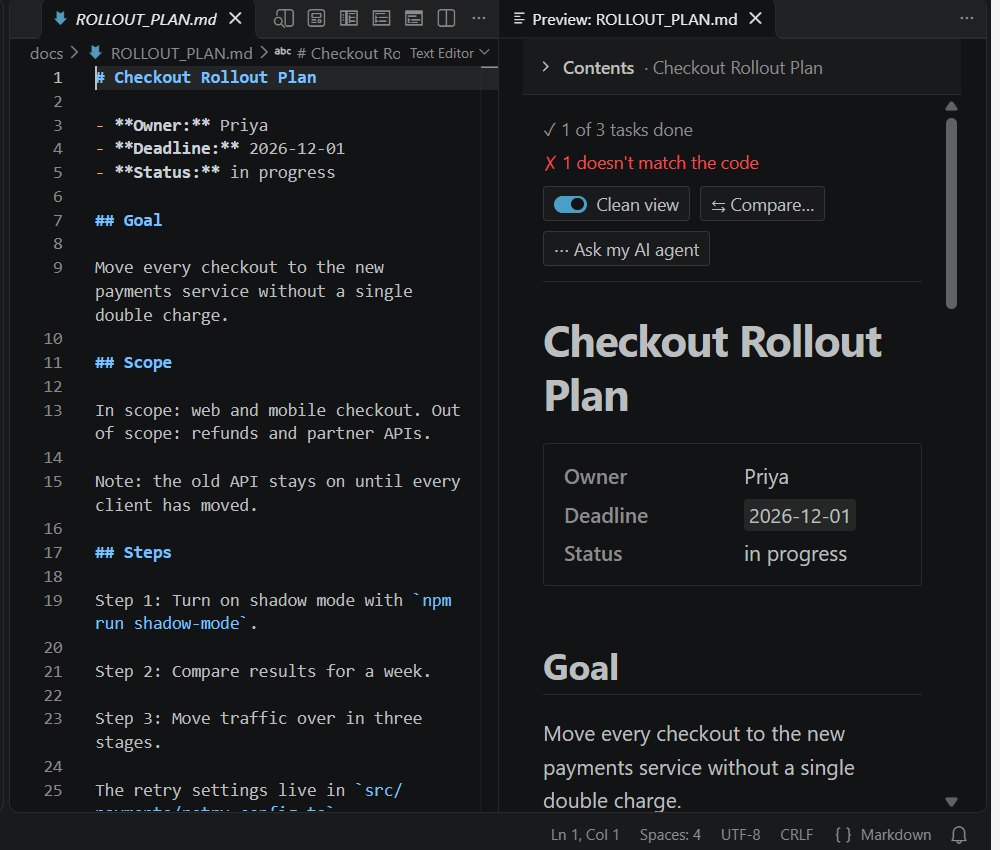 ROLLOUT_PLAN.md
docs > ROLLOUT_PLAN.md > abc # Checkout Ro Text Editor
1 # Checkout Rollout Plan
2
3 - **Owner:** Priya
4 - **Deadline:** 2026-12-01
5 - **Status:** in progress
6
7 ## Goal
8
9 Move every checkout to the new
payments service without a single
double charge.
10
11 ## Scope
12
13 In scope: web and mobile checkout. Out
of scope: refunds and partner APIs.
14
15 Note: the old API stays on until every
client has moved.
16
17 ## Steps
18
19 Step 1: Turn on shadow mode with `npm
run shadow-mode`.
20
21 Step 2: Compare results for a week.
22
23 Step 3: Move traffic over in three
stages.
24
25 The retry settings live in `src/
Preview: ROLLOUT_PLAN.md
Contents · Checkout Rollout Plan
✓ 1 of 3 tasks done
✗ 1 doesn't match the code
Clean view
⇆ Compare...
··· Ask my AI agent
Checkout Rollout
Plan
Owner Priya
Deadline 2026-12-01
Status in progress
Goal
Move every checkout to the new
payments service without a single
double charge.
Ln 1, Col 1 Spaces: 4 UTF-8 CRLF { } Markdown